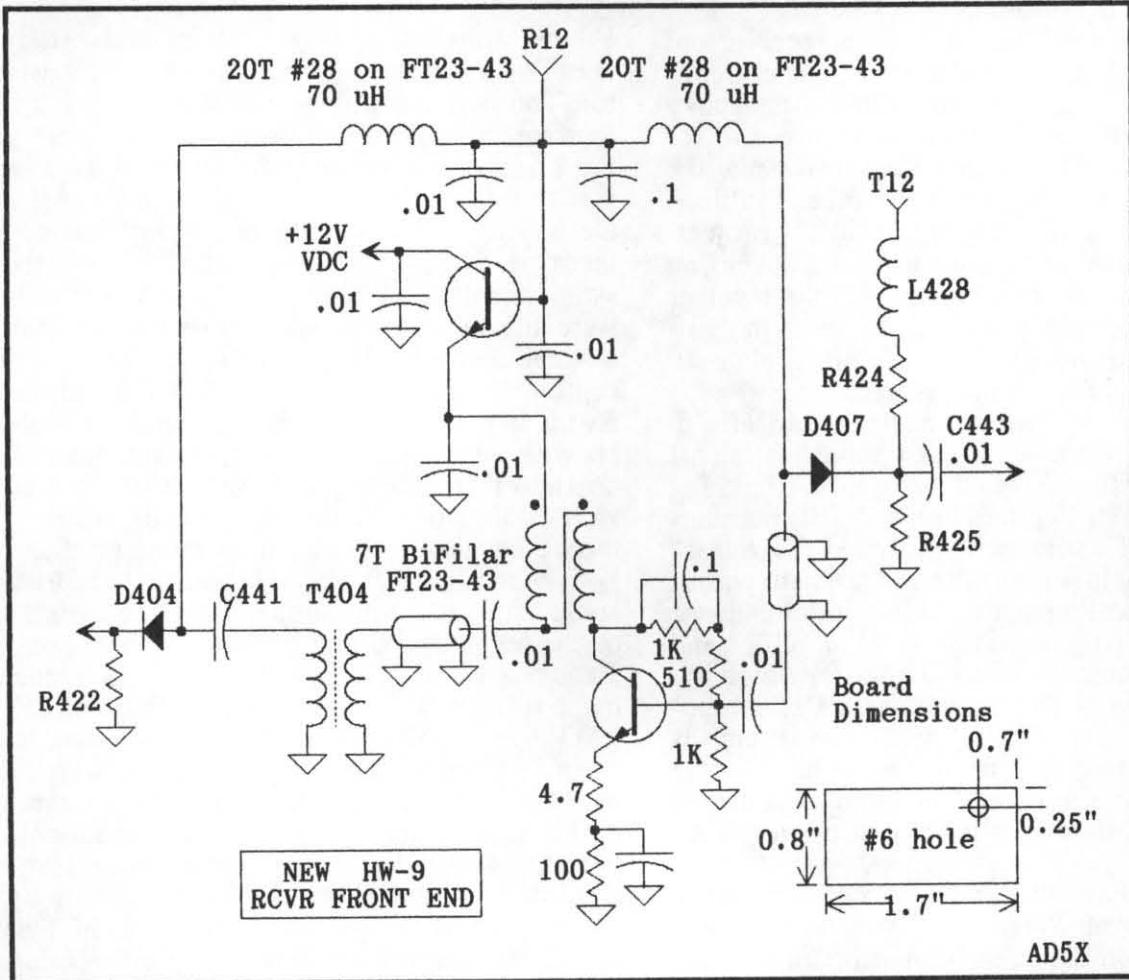 R12
20T #28 on FT23-43
70 uH
20T #28 on FT23-43
70 uH
.01
.1
T12
+12V
VDC
.01
L428
.01
R424
D407
C443
.01
.01
R425
7T BiFilar
FT23-43
.1
D404
C441
T404
.01
1K
510
.01
R422
1K
Board
Dimensions
0.7"
4.7
0.8"
#6 hole
0.25"
100
NEW HW-9
RCVR FRONT END
1.7"
AD5X